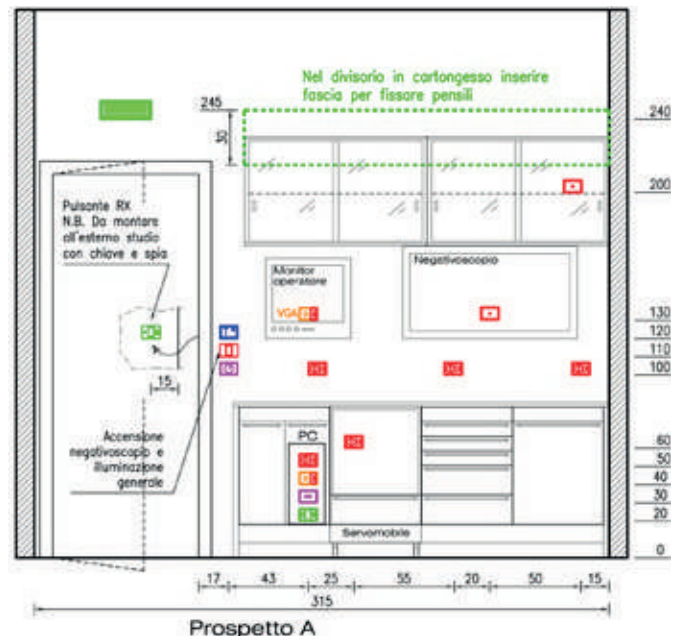 Nel divisorio in cartongesso inserire
fascia per fissare pensili
245
240
30
200
Pulsante RX
N.B. Da montare
all'esterno studio
con chiave e spia
Monitor
operatore
Negativoscopio
VGA
130
120
110
100
15
Accensione
negativoscopio e
illuminazione
generale
PC
60
50
40
30
20
Servomobile
0
17
43
25
55
20
50
15
315
Prospetto A